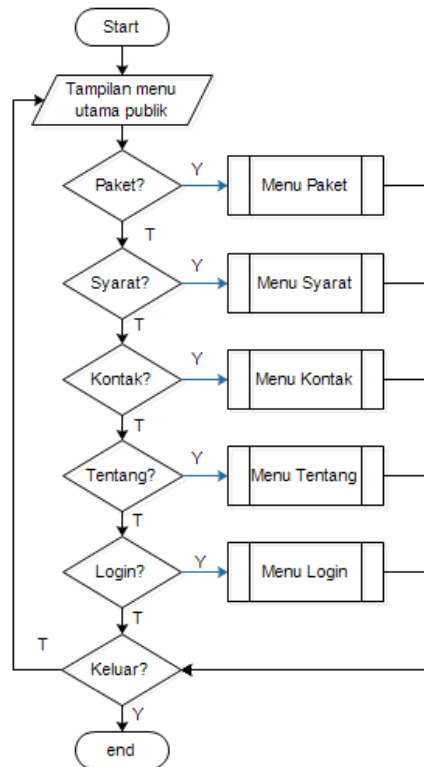 Start
Tampilan menu
utama publik
Paket?
Y
Menu Paket
T
Syarat?
Y
Menu Syarat
T
Kontak?
Y
Menu Kontak
T
Tentang?
Y
Menu Tentang
T
Login?
Y
Menu Login
T
T
Keluar?
Y
end